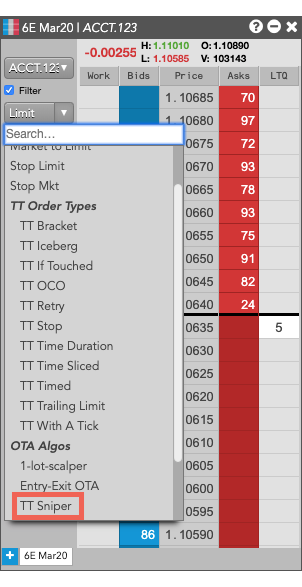 6E Mar20 | ACCT.123
-0.00255 H: 1.11010 O: 1.10890
L: 1.10585 V: 103143
ACCT.123
Filter
Limit
Work Bids Price Asks LTQ
Search...
Market to Limit
Stop Limit
Stop Mkt
TT Order Types
TT Bracket
TT Iceberg
TT If Touched
TT OCO
TT Retry
TT Stop
TT Time Duration
TT Time Sliced
TT Timed
TT Trailing Limit
TT With A Tick
OTA Algos
1-lot-scalper
Entry-Exit OTA
TT Sniper
1.10685 70
1.10680 97
0675 72
0670 93
0665 78
0660 93
0655 75
0650 91
0645 82
0640 24
0635 5
0630
0625
0620
0615
0610
0605
0600
0595
86 1.10590
+ 6E Mar20